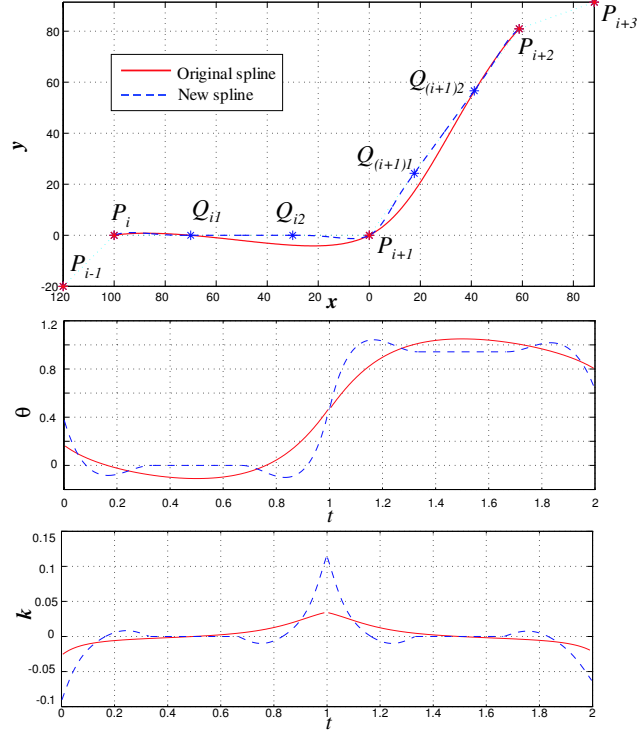 P_{i+3}
P_{i+2}
Original spline
New spline
Q_{(i+1)2}
Q_{(i+1)1}
P_i Q_{i1} Q_{i2}
P_{i+1}
P_{i-1}
y
80
60
40
20
0
-20
120 100 80 60 40 20 0 20 40 60 80
x
1.2
0.8
0.4
0
θ
0 0.2 0.4 0.6 0.8 1 1.2 1.4 1.6 1.8 2
t
0.15
0.1
0.05
0
-0.05
-0.1
k
0 0.2 0.4 0.6 0.8 1 1.2 1.4 1.6 1.8 2
t